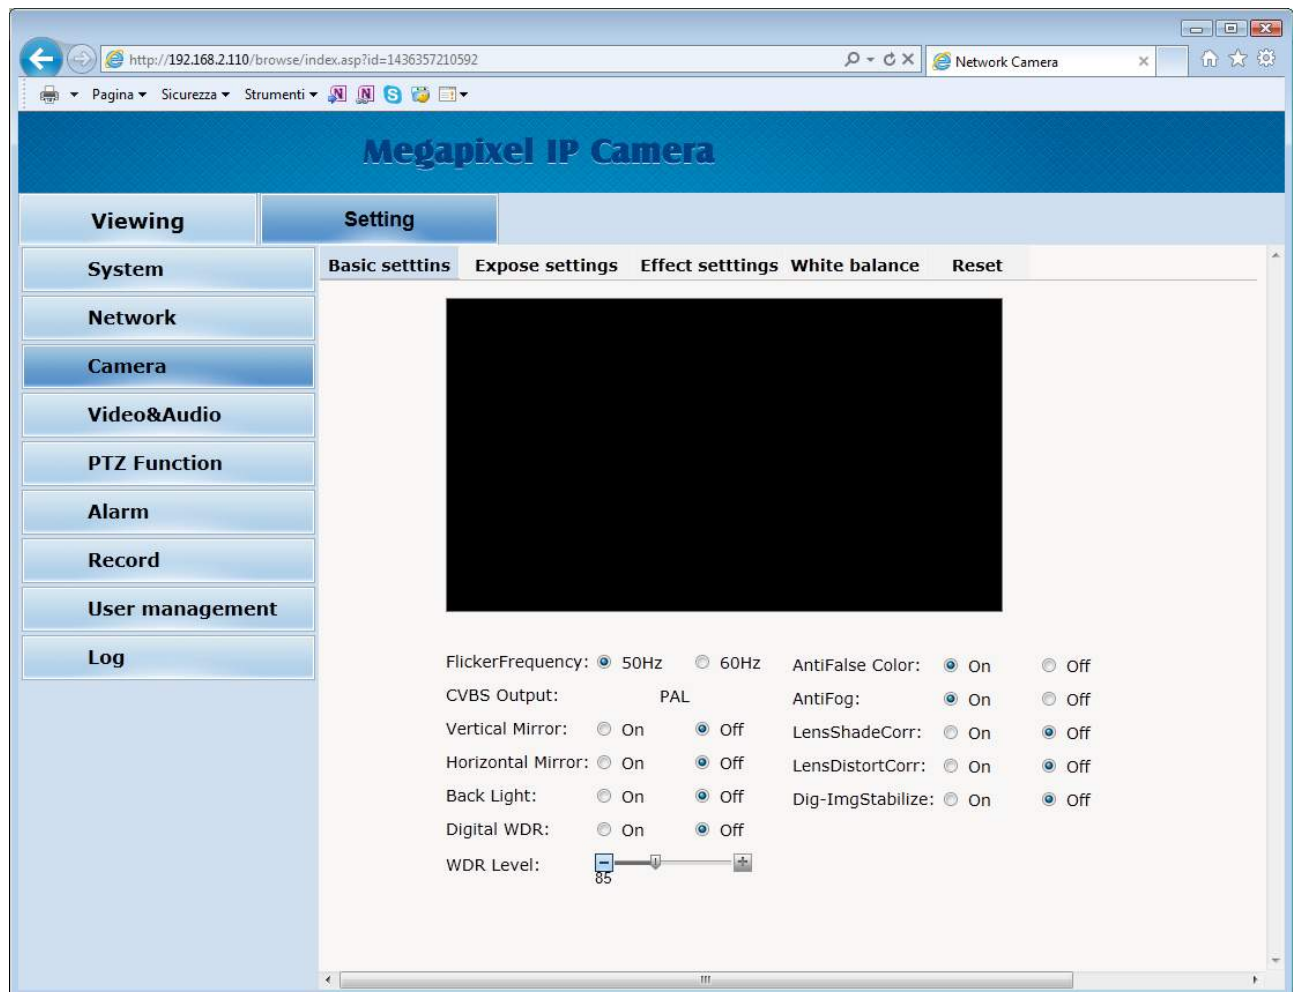 http://192.168.2.110/browse/index.asp?id=1436357210592
Network Camera
Pagina Sicurezza Strumenti
Megapixel IP Camera
Viewing Setting
Basic setttins Expose settings Effect setttings White balance Reset
System
Network
Camera
Video&Audio
PTZ Function
Alarm
Record
User management
Log
FlickerFrequency: 50Hz 60Hz
CVBS Output: PAL
Vertical Mirror: On Off
Horizontal Mirror: On Off
Back Light: On Off
Digital WDR: On Off
WDR Level:
85
AntiFalse Color: On Off
AntiFog: On Off
LensShadeCorr: On Off
LensDistortCorr: On Off
Dig-ImgStabilize: On Off